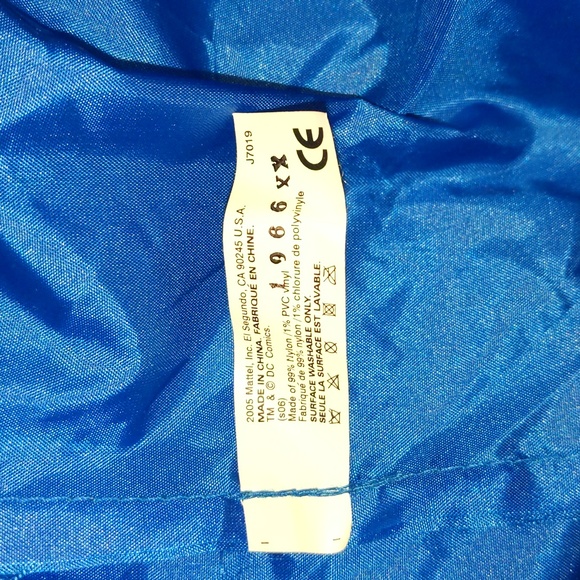 J7019
2005 Mattel, Inc. El Segundo, CA 90245 U.S.A.
MADE IN CHINA. FABRIQUÉ EN CHINE.
TM & © DC Comics.
(s06)
1966XX
CE
Made of 99% Nylon /1% PVC vinyl
Fabriqué de 99% nylon /1% chlorure de polyvinyle
SURFACE WASHABLE ONLY.
SEULE LA SURFACE EST LAVABLE.